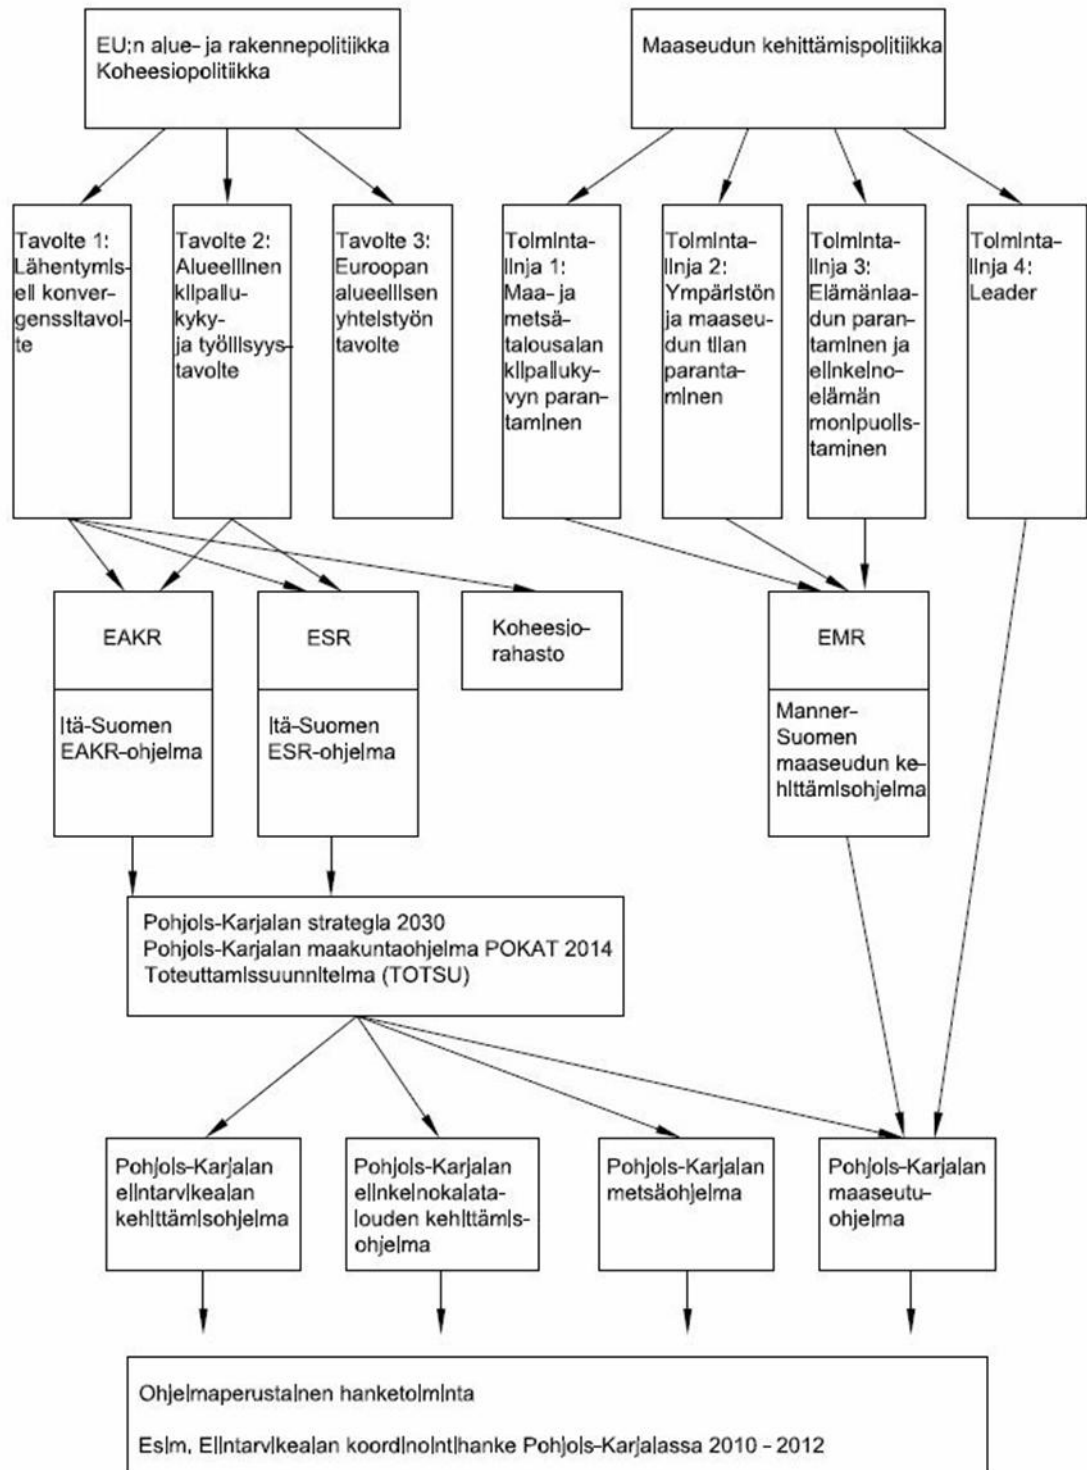 EU:n alue- ja rakennepolitiikka
Koheesiopolitiikka
Maaseudun kehittämispolitiikka
Tavoite 1:
Lähentymis-
eli konver-
genssitavoi-
te
Tavoite 2:
Alueellinen
kilpailu-
kyky-
ja työllisyys-
tavoite
Tavoite 3:
Euroopan
alueellisen
yhteistyön
tavoite
Toiminta-
linja 1:
Maa- ja
metsä-
talousalan
kilpailuky-
vyn paran-
taminen
Toiminta-
linja 2:
Ympäristön
ja maaseu-
dun tilan
paranta-
minen
Toiminta-
linja 3:
Elämänlaa-
dun paran-
taminen ja
elinkeino-
elämän
monipuolis-
taminen
Toiminta-
linja 4:
Leader
EAKR
ESR
Koheesio-
rahasto
EMR
Itä-Suomen
EAKR-ohjelma
Itä-Suomen
ESR-ohjelma
Manner-
Suomen
maaseudun ke-
hittämisohjelma
Pohjois-Karjalan strategia 2030
Pohjois-Karjalan maakuntaohjelma POKAT 2014
Toteuttamissuunnitelma (TOTSU)
Pohjois-Karjalan
elintarvikealan
kehittämisohjelma
Pohjois-Karjalan
elinkeinokalata-
louden kehittämis-
ohjelma
Pohjois-Karjalan
metsäohjelma
Pohjois-Karjalan
maaseutu-
ohjelma
Ohjelmaperustainen hanketoiminta
Esim. Elintarvikealan koordinointihanke Pohjois-Karjalassa 2010 - 2012